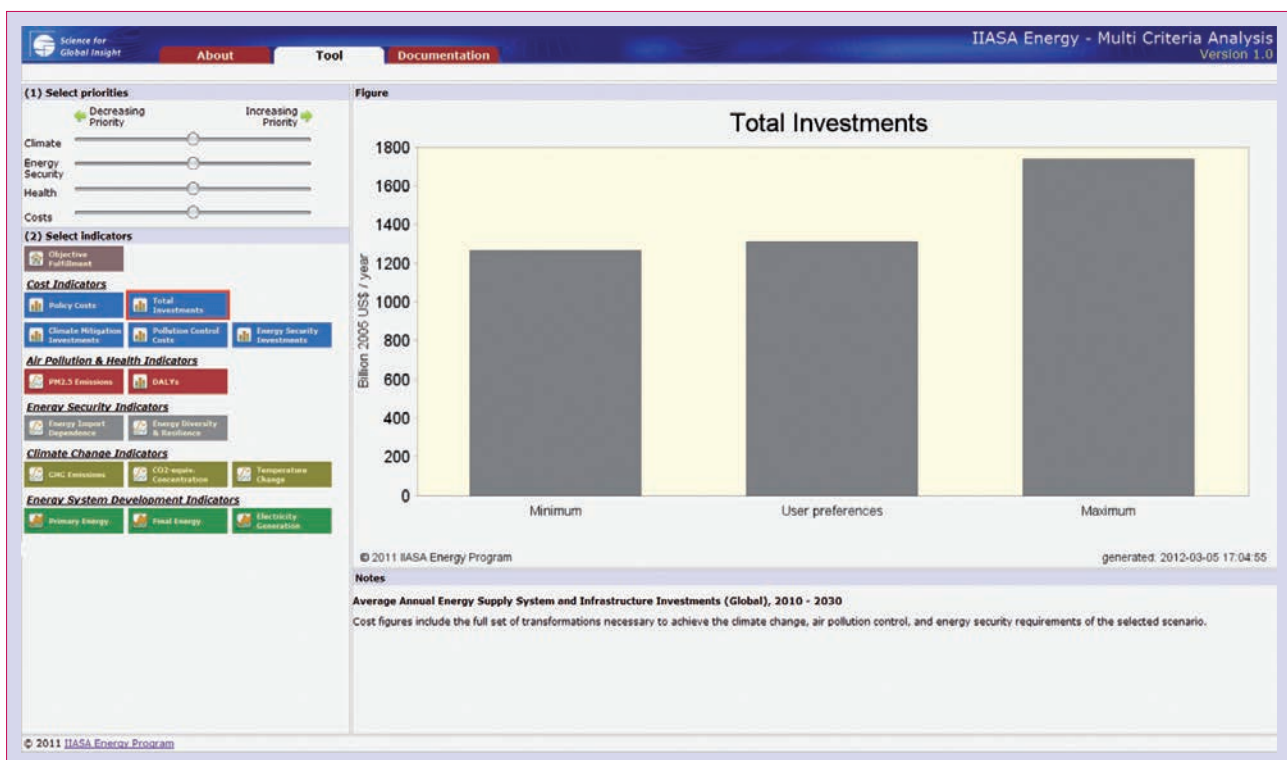 Science for
Global Insight
About
Tool
Documentation
IIASA Energy - Multi Criteria Analysis
Version 1.0
(1) Select priorities
Decreasing
Priority
Increasing
Priority
Climate
Energy
Security
Health
Costs
(2) Select indicators
Objective
Fulfillment
Cost Indicators
Policy Costs
Total
Investments
Climate Mitigation
Investments
Pollution Control
Costs
Energy Security
Investments
Air Pollution & Health Indicators
PM2.5 Emissions
DALYs
Energy Security Indicators
Energy Import
Dependence
Energy Diversity
& Resilience
Climate Change Indicators
GHG Emissions
CO2-equiv.
Concentration
Temperature
Change
Energy System Development Indicators
Primary Energy
Final Energy
Electricity
Generation
Figure
Total Investments
Billion 2005 US$ / year
1800
1600
1400
1200
1000
800
600
400
200
0
Minimum
User preferences
Maximum
© 2011 IIASA Energy Program
generated: 2012-03-05 17:04:55
Notes
Average Annual Energy Supply System and Infrastructure Investments (Global), 2010 - 2030
Cost figures include the full set of transformations necessary to achieve the climate change, air pollution control, and energy security requirements of the selected scenario.
© 2011 IIASA Energy Program